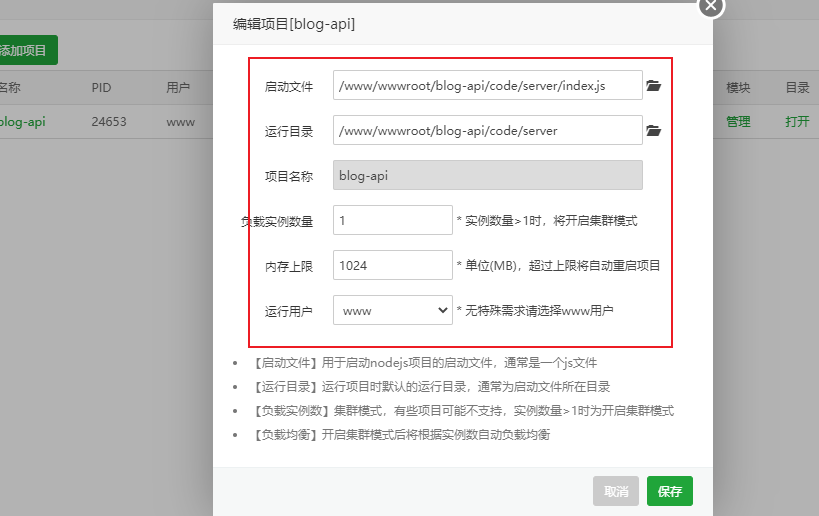 编辑项目[blog-api]
添加项目
名称 PID 用户 模块 目录
blog-api 24653 www 管理 打开
启动文件 /www/wwwroot/blog-api/code/server/index.js
运行目录 /www/wwwroot/blog-api/code/server
项目名称 blog-api
负载实例数量 1 * 实例数量>1时，将开启集群模式
内存上限 1024 * 单位(MB)，超过上限将自动重启项目
运行用户 www * 无特殊需求请选择www用户
【启动文件】用于启动nodejs项目的启动文件，通常是一个js文件
【运行目录】运行项目时默认的运行目录，通常为启动文件所在目录
【负载实例数】集群模式，有些项目可能不支持，实例数量>1时为开启集群模式
【负载均衡】开启集群模式后将根据实例数自动负载均衡
取消 保存